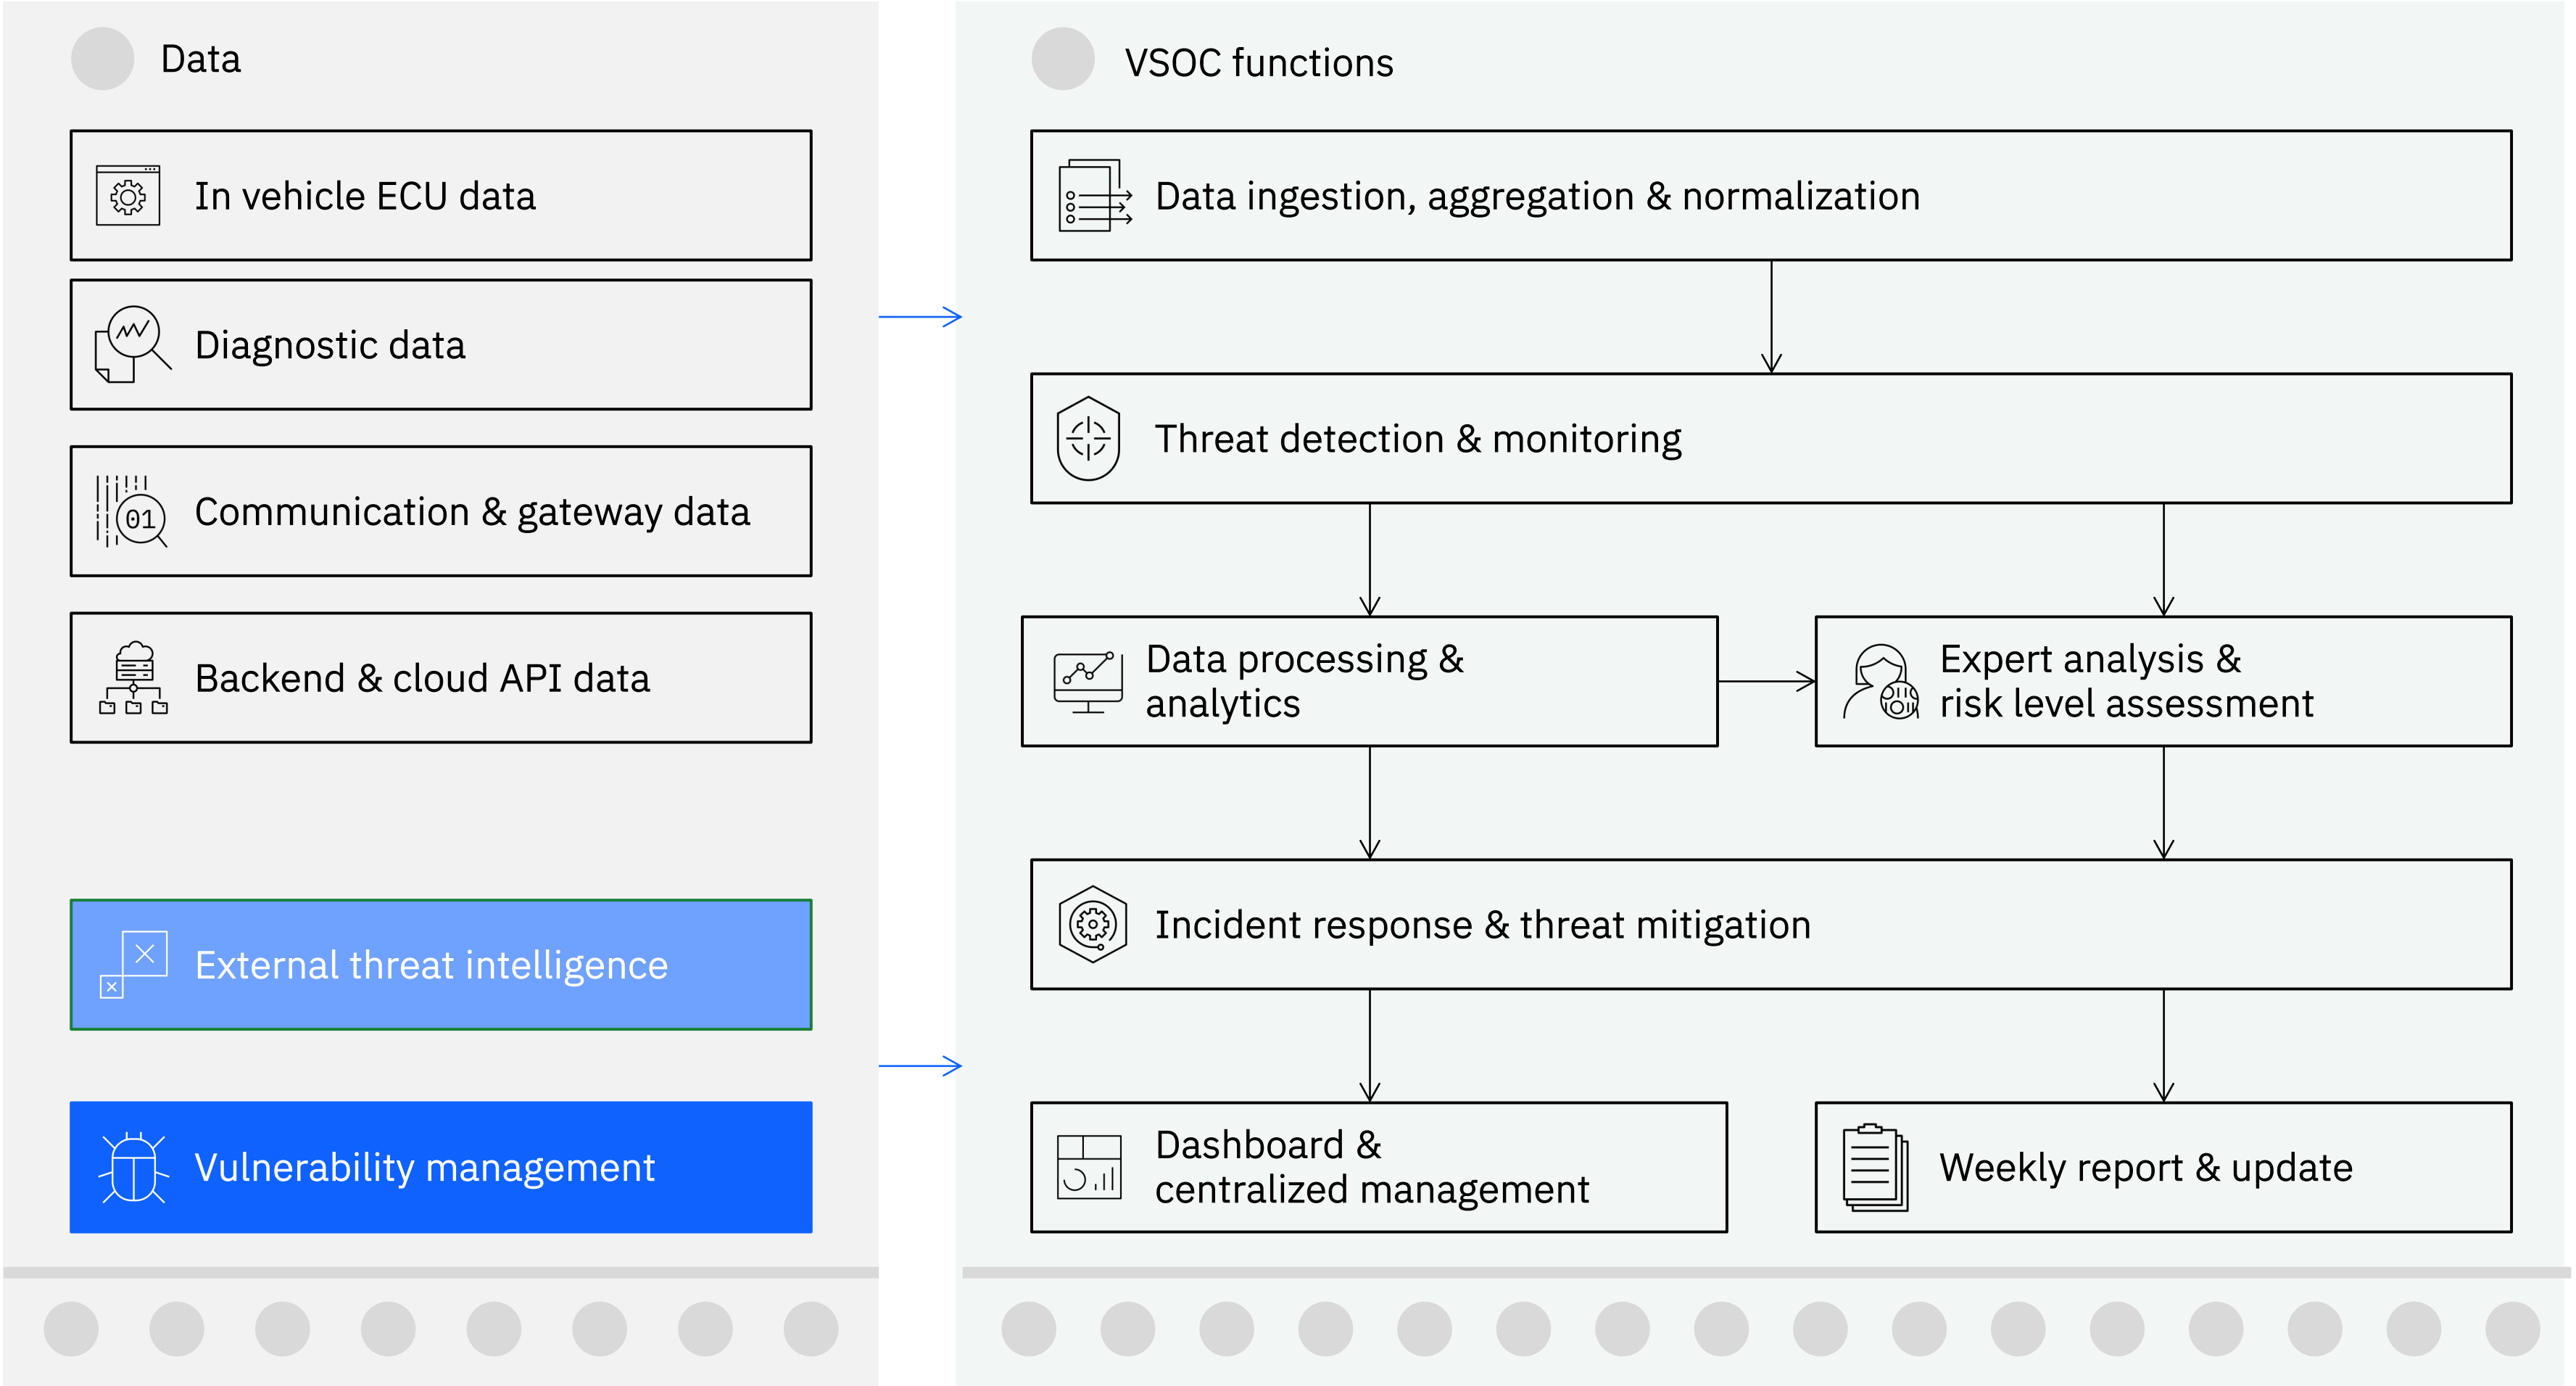 Data
In vehicle ECU data
Diagnostic data
01
Communication & gateway data
Backend & cloud API data
External threat intelligence
Vulnerability management
VSOC functions
Data ingestion, aggregation & normalization
Threat detection & monitoring
Data processing &
analytics
Expert analysis &
risk level assessment
Incident response & threat mitigation
Dashboard &
centralized management
Weekly report & update